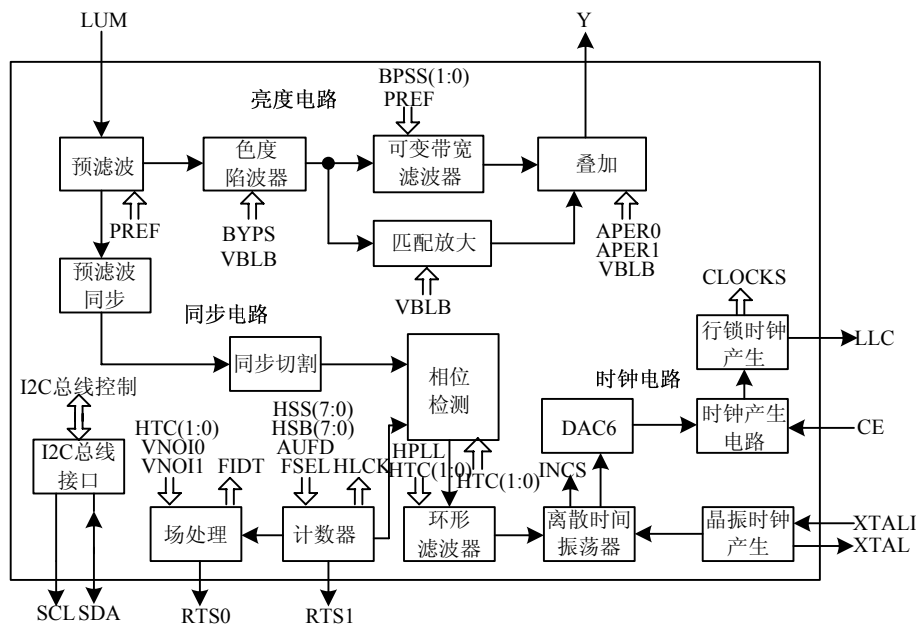 LUM
Y
亮度电路
BPSS(1:0)
PREF
预滤波
色度
陷波器
可变带宽
滤波器
叠加
PREF
BYPS
VBLB
匹配放大
APER0
APER1
VBLB
预滤波
同步
VBLB
CLOCKS
同步电路
行锁时钟
产生
LLC
同步切割
相位
检测
时钟电路
I2C总线控制
HTC(1:0)
VNOI0
VNOI1
FIDT
HSS(7:0)
HSB(7:0)
AUFD
FSEL
HLCK
DAC6
时钟产生
电路
CE
I2C总线
接口
HPLL
HTC(1:0)
HTC(1:0)
INCS
场处理
计数器
环形
滤波器
离散时间
振荡器
晶振时钟
产生
XTALI
XTAL
SCL
SDA
RTS0
RTS1